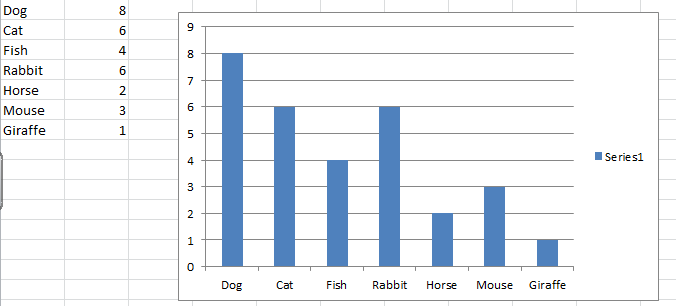 Dog 8
Cat 6
Fish 4
Rabbit 6
Horse 2
Mouse 3
Giraffe 1
9
8
7
6
5
4
3
2
1
0
Dog Cat Fish Rabbit Horse Mouse Giraffe
Series1